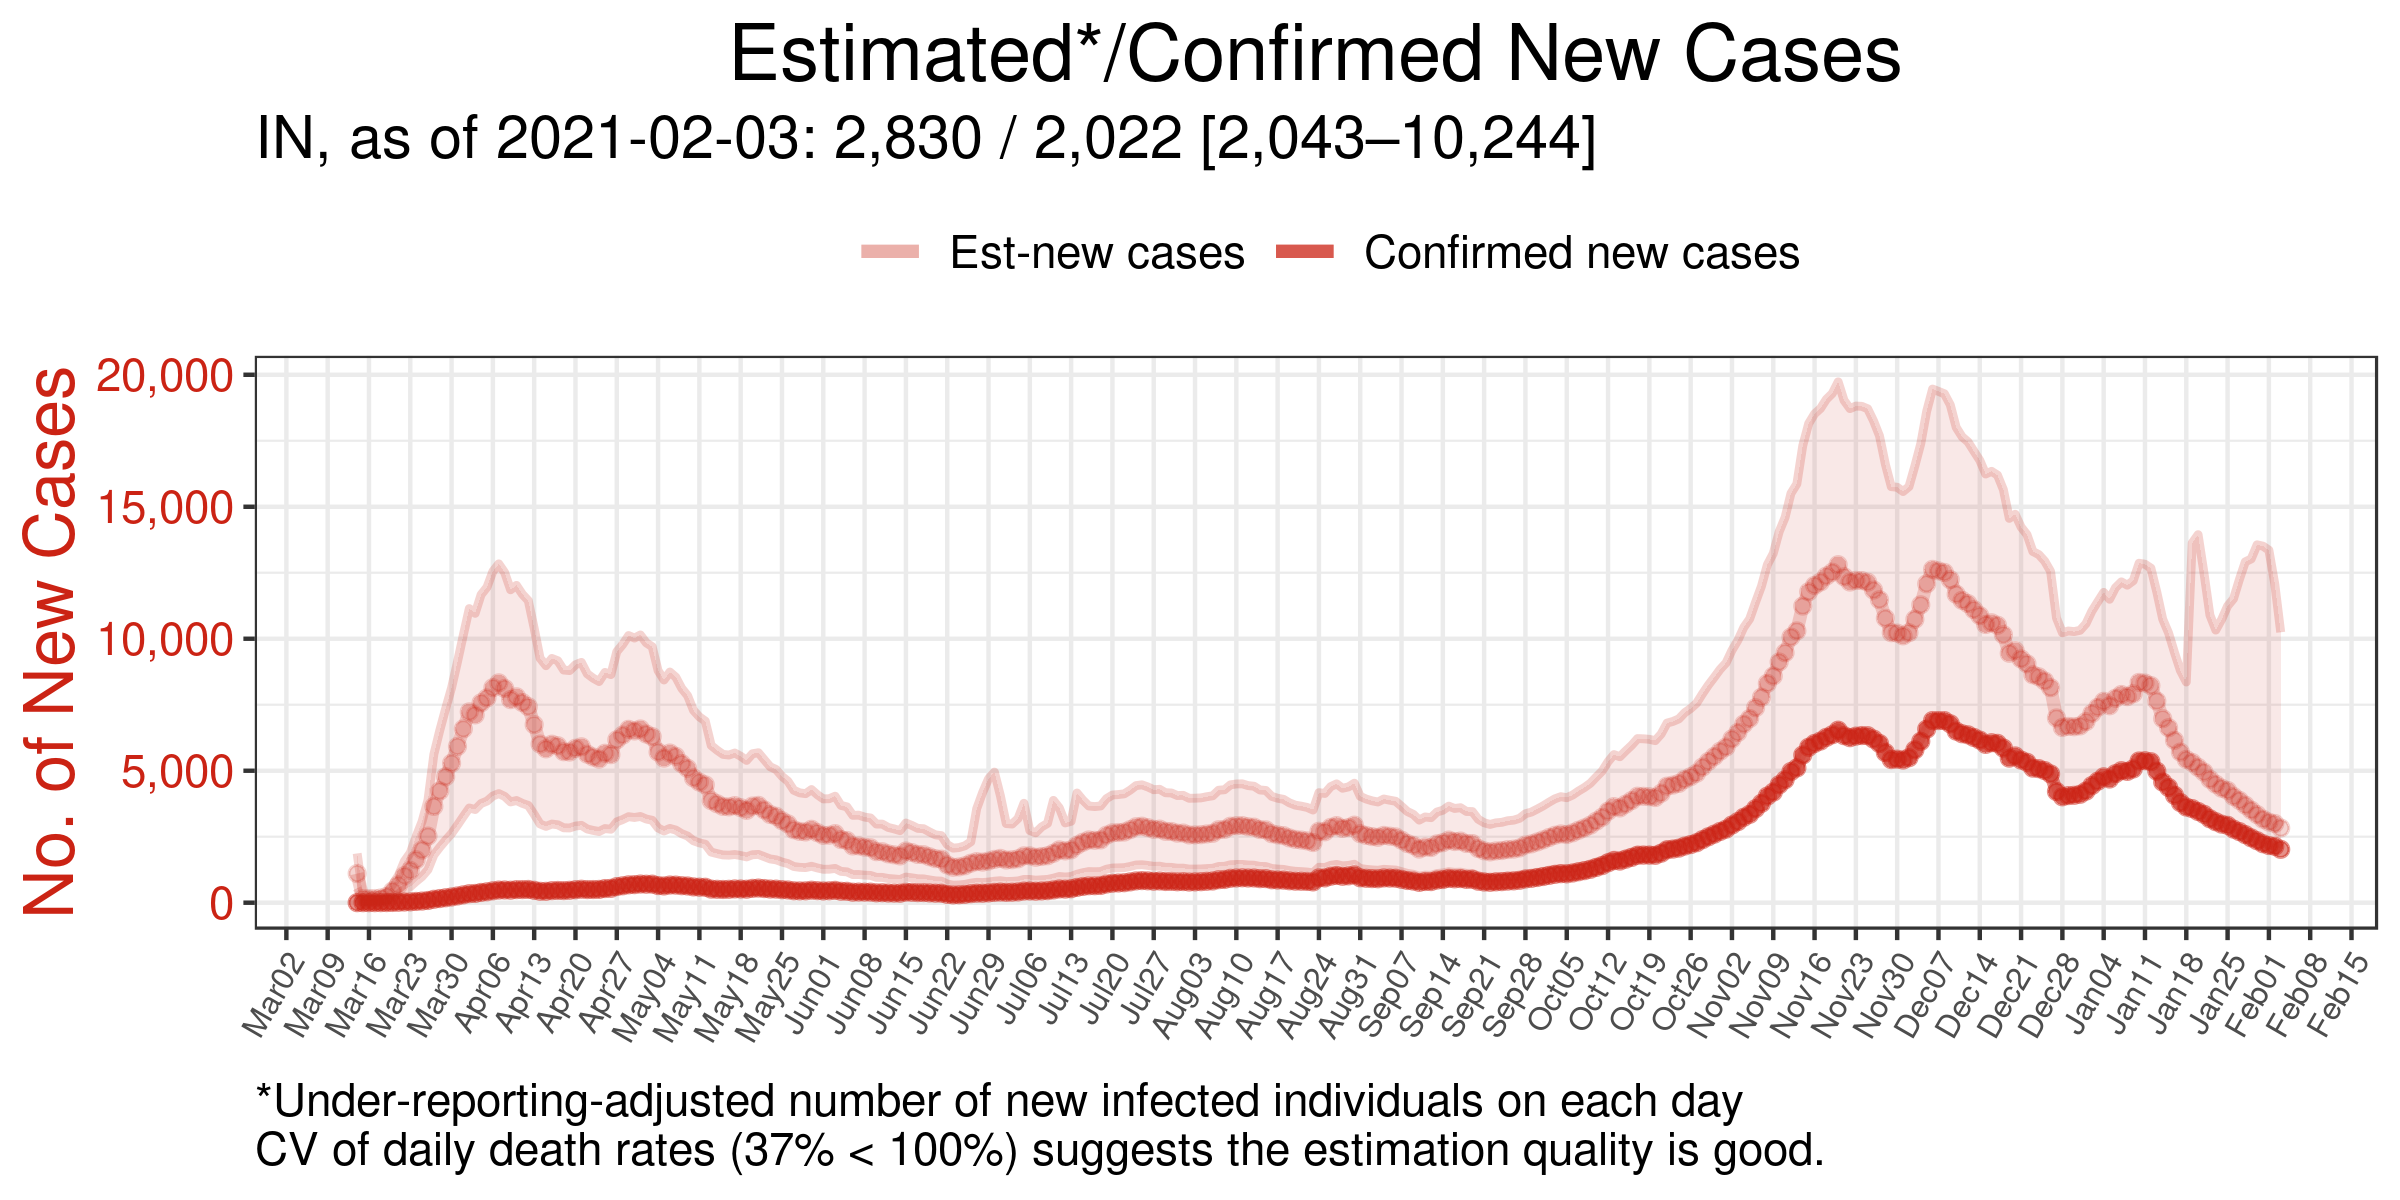 Estimated*/Confirmed New Cases
IN, as of 2021-02-03: 2,830 / 2,022 [2,043–10,244]
Est-new cases Confirmed new cases
No. of New Cases
20,000
15,000
10,000
5,000
0
Mar02 Mar09 Mar16 Mar23 Mar30 Apr06 Apr13 Apr20 Apr27 May04 May11 May18 May25 Jun01 Jun08 Jun15 Jun22 Jun29 Jul06 Jul13 Jul20 Jul27 Aug03 Aug10 Aug17 Aug24 Aug31 Sep07 Sep14 Sep21 Sep28 Oct05 Oct12 Oct19 Oct26 Nov02 Nov09 Nov16 Nov23 Nov30 Dec07 Dec14 Dec21 Dec28 Jan04 Jan11 Jan18 Jan25 Feb01 Feb08 Feb15
*Under-reporting-adjusted number of new infected individuals on each day
CV of daily death rates (37% < 100%) suggests the estimation quality is good.